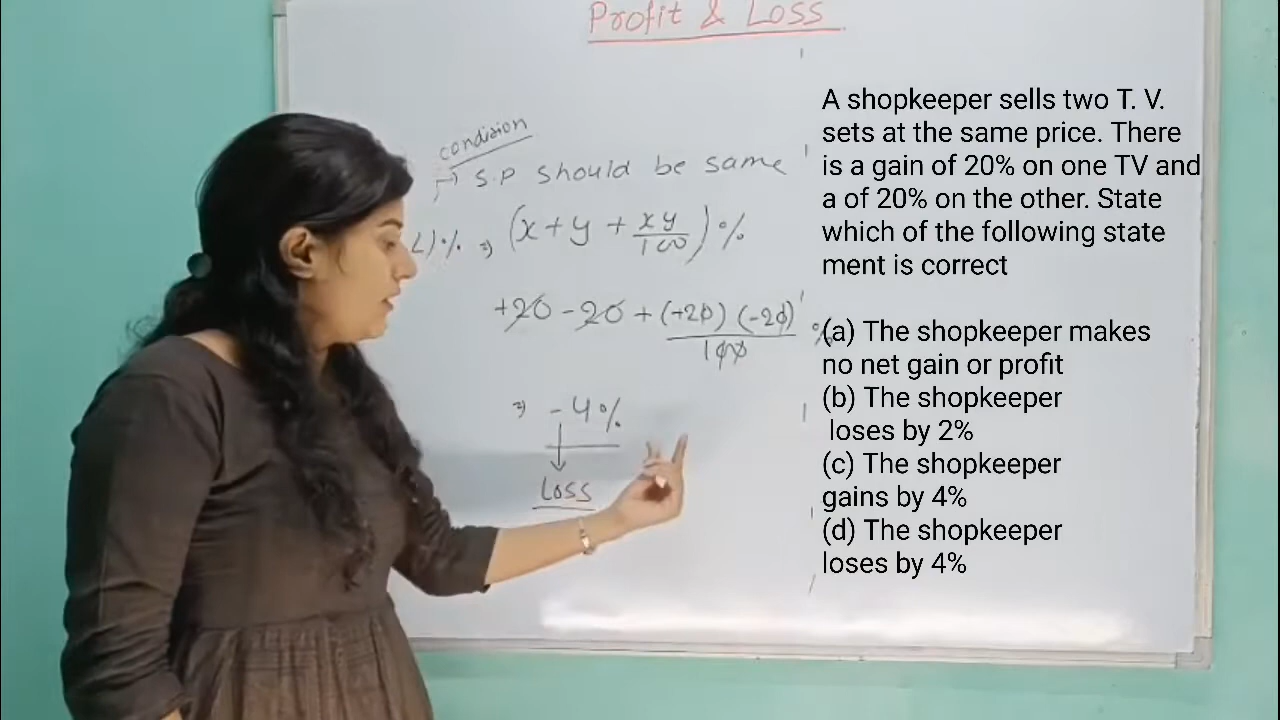 Profit & Loss
condition
→ S.P should be same
L)% ⇒ (x + y + xy/100)%
+20 - 20 + (+20) (-20)/100 %
⇒ -4%
Loss
A shopkeeper sells two T. V.
sets at the same price. There
is a gain of 20% on one TV and
a of 20% on the other. State
which of the following state
ment is correct
(a) The shopkeeper makes
no net gain or profit
(b) The shopkeeper
loses by 2%
(c) The shopkeeper
gains by 4%
(d) The shopkeeper
loses by 4%